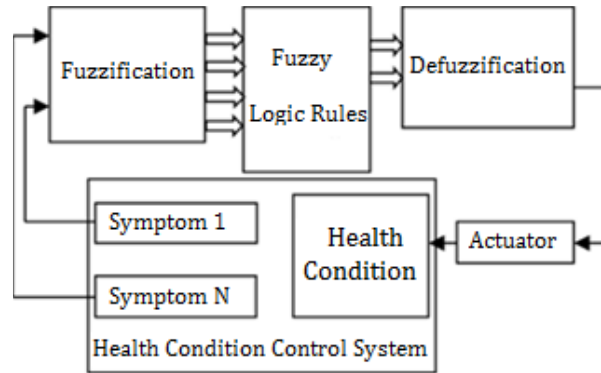 Fuzzification
Fuzzy
Logic Rules
Defuzzification
Symptom 1
Symptom N
Health
Condition
Actuator
Health Condition Control System